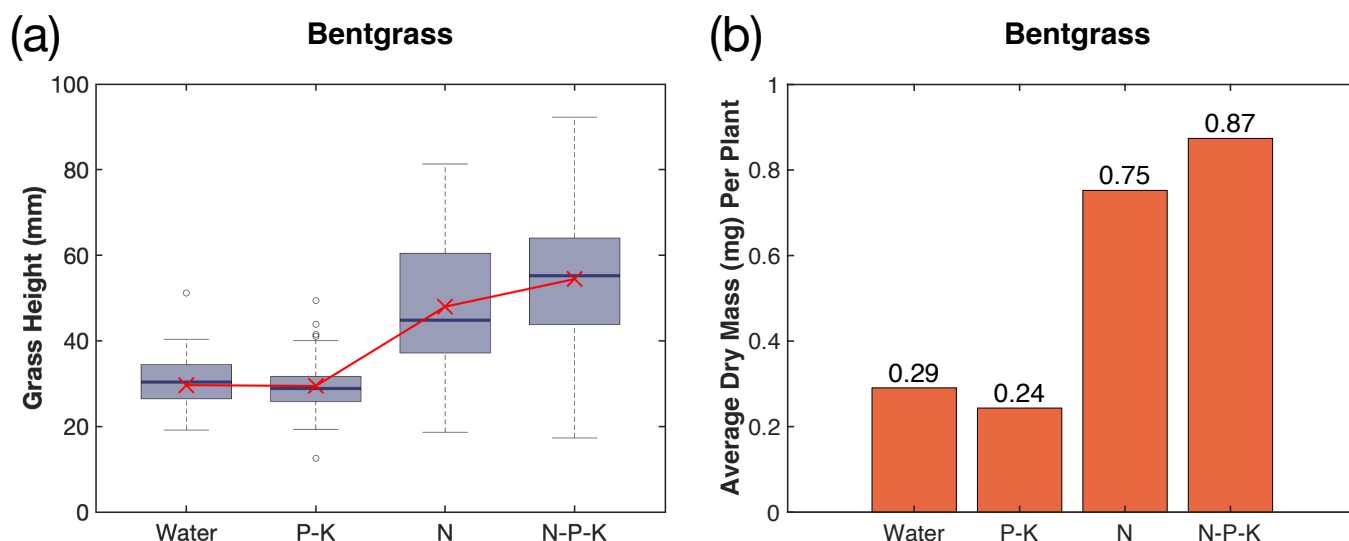 (a)
Bentgrass
Grass Height (mm)
100
80
60
40
20
0
Water
P-K
N
N-P-K
(b)
Bentgrass
Average Dry Mass (mg) Per Plant
1
0.8
0.6
0.4
0.2
0
0.29
0.24
0.75
0.87
Water
P-K
N
N-P-K